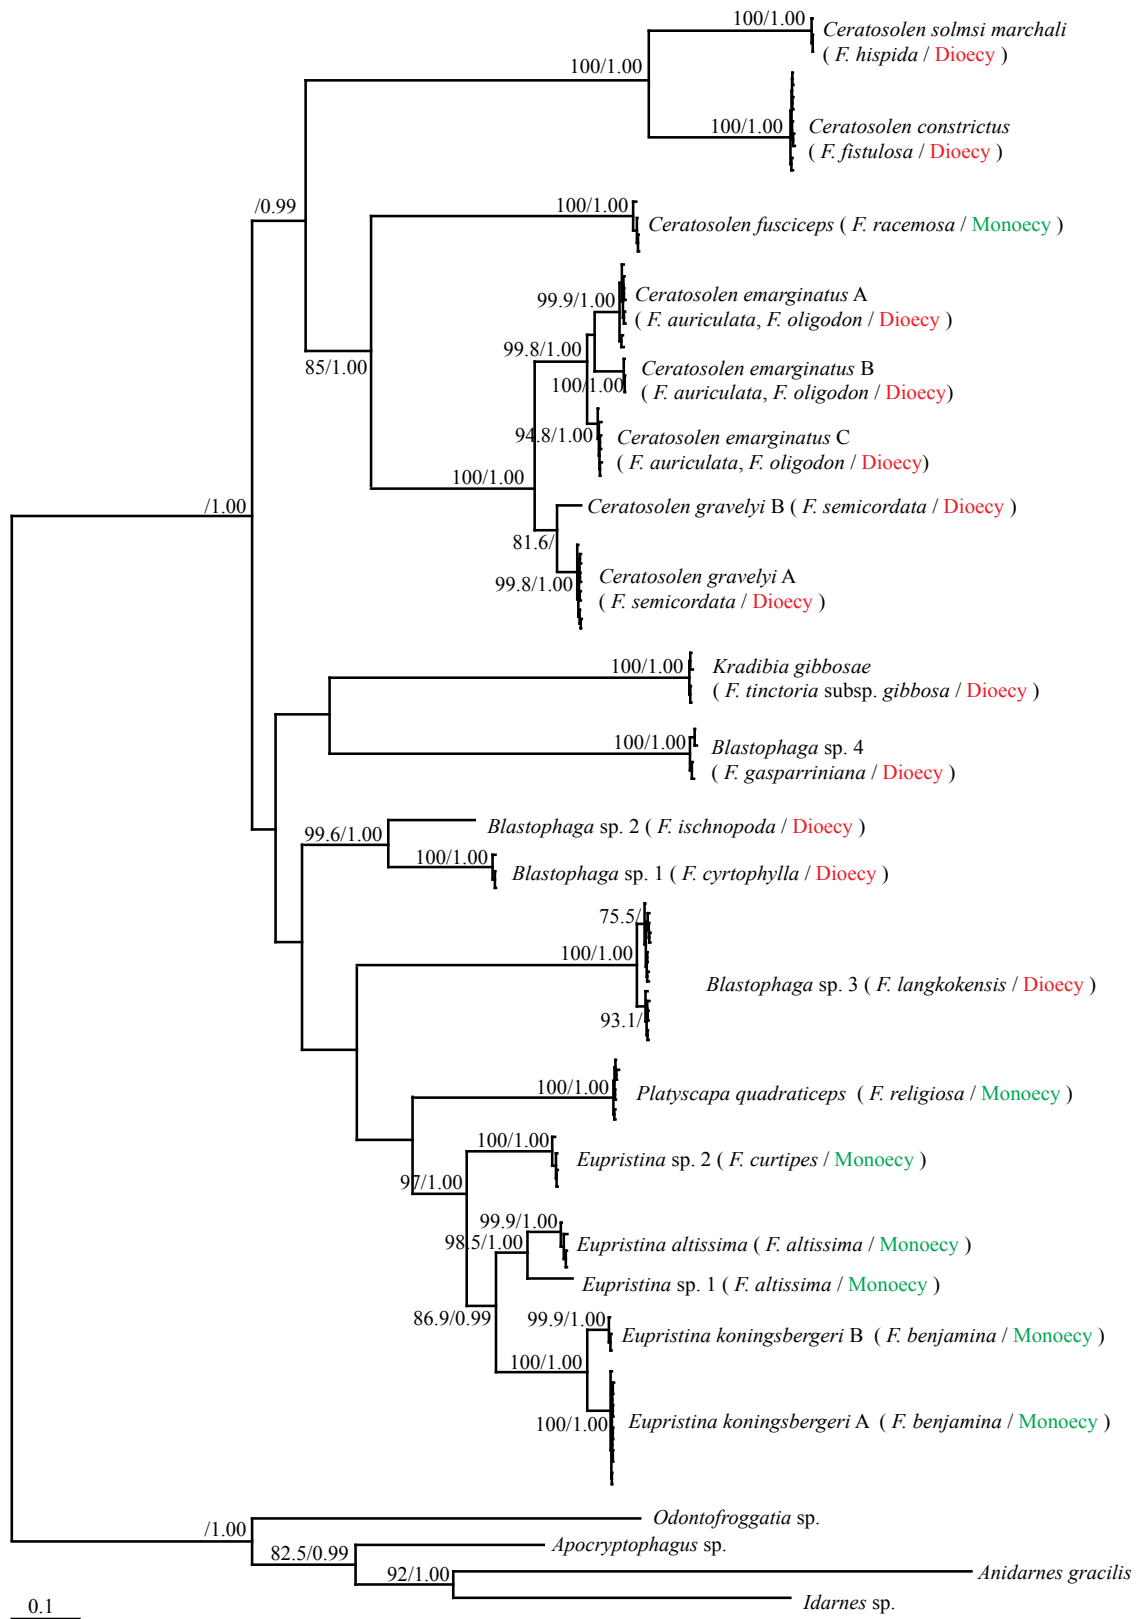 100/1.00
Ceratosolen solmsi marchali
( F. hispida / Dioecy )
100/1.00
100/1.00
Ceratosolen constrictus
( F. fistulosa / Dioecy )
/0.99
100/1.00
Ceratosolen fusciceps ( F. racemosa / Monoecy )
99.9/1.00
Ceratosolen emarginatus A
( F. auriculata, F. oligodon / Dioecy )
99.8/1.00
85/1.00
Ceratosolen emarginatus B
100/1.00
( F. auriculata, F. oligodon / Dioecy)
94.8/1.00
Ceratosolen emarginatus C
( F. auriculata, F. oligodon / Dioecy)
100/1.00
/1.00
Ceratosolen gravelyi B ( F. semicordata / Dioecy )
81.6/
99.8/1.00
Ceratosolen gravelyi A
( F. semicordata / Dioecy )
100/1.00
Kradibia gibbosae
( F. tinctoria subsp. gibbosa / Dioecy )
100/1.00
Blastophaga sp. 4
( F. gasparriniana / Dioecy )
99.6/1.00
Blastophaga sp. 2 ( F. ischnopoda / Dioecy )
100/1.00
Blastophaga sp. 1 ( F. cyrtophylla / Dioecy )
75.5/
100/1.00
Blastophaga sp. 3 ( F. langkokensis / Dioecy )
93.1/
100/1.00
Platyscapa quadraticeps ( F. religiosa / Monoecy )
100/1.00
Eupristina sp. 2 ( F. curtipes / Monoecy )
97/1.00
99.9/1.00
98.5/1.00
Eupristina altissima ( F. altissima / Monoecy )
Eupristina sp. 1 ( F. altissima / Monoecy )
86.9/0.99
99.9/1.00
Eupristina koningsbergeri B ( F. benjamina / Monoecy )
100/1.00
100/1.00
Eupristina koningsbergeri A ( F. benjamina / Monoecy )
/1.00
Odontofroggatia sp.
82.5/0.99
Apocryptophagus sp.
92/1.00
Anidarnes gracilis
Idarnes sp.
0.1